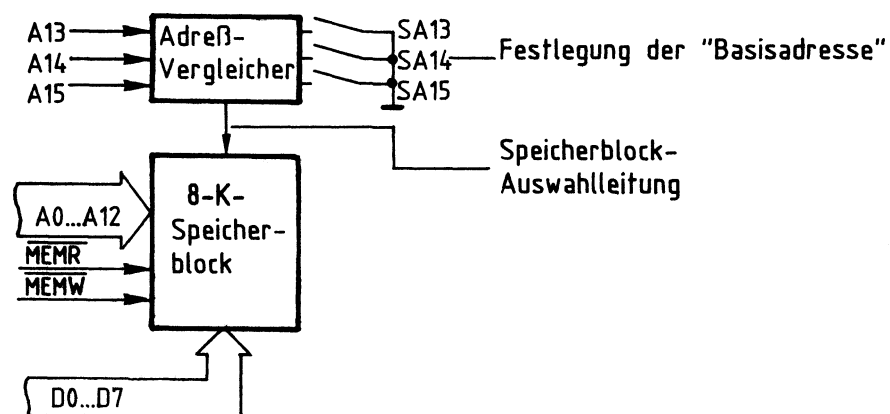 A13
A14
A15
Adreß-
Vergleicher
SA13
SA14
SA15
Festlegung der "Basisadresse"
Speicherblock-
Auswahlleitung
8-K-
Speicher-
block
A0...A12
MEMR
MEMW
D0...D7